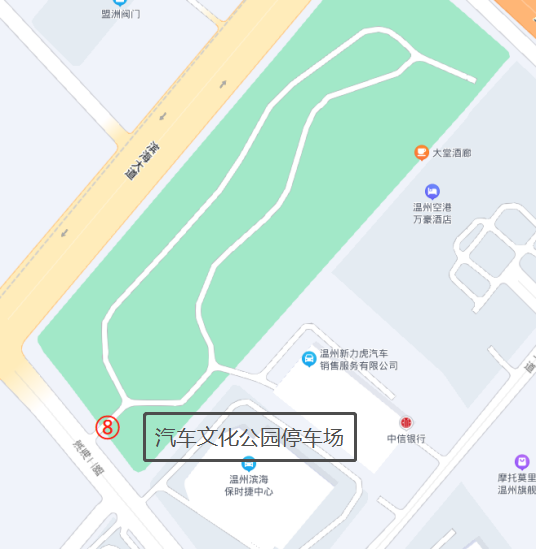 盟洲阀门
滨海大道
大堂酒廊
温州空港
万豪酒店
温州新力虎汽车
销售服务有限公司
⑧
汽车文化公园停车场
中信银行
温州滨海
保时捷中心
摩托莫里
温州旗舰
道